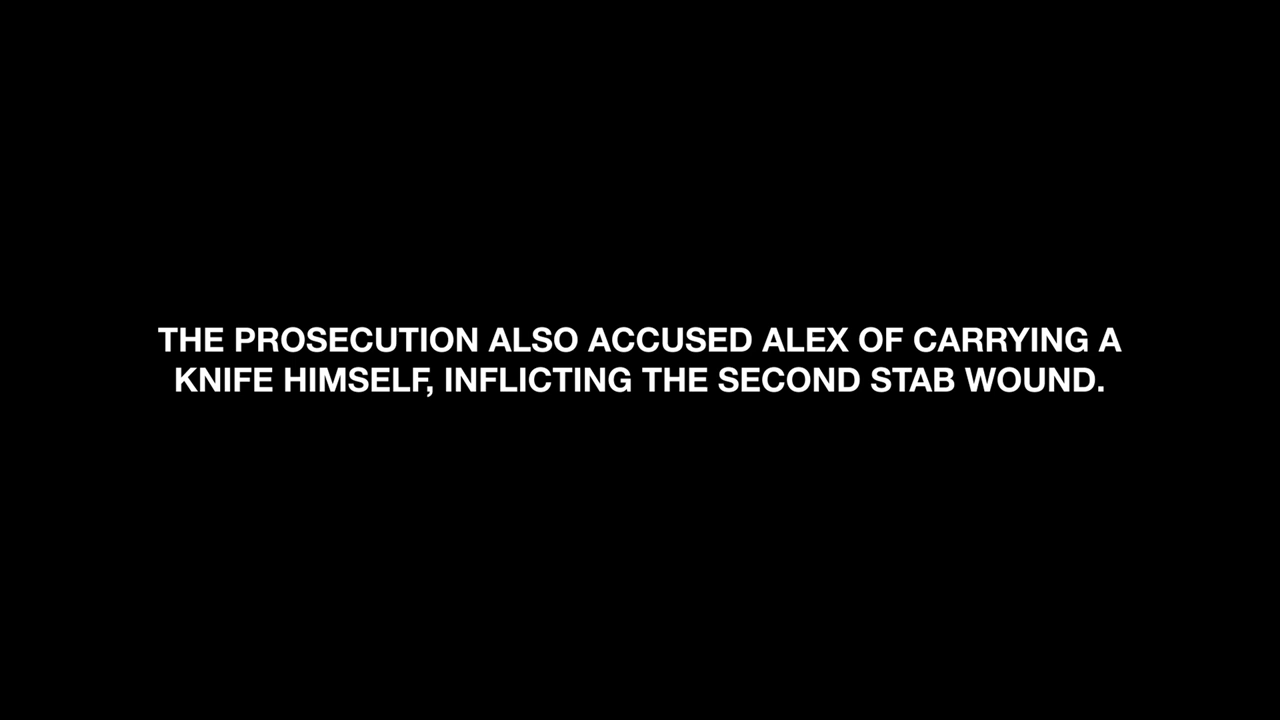 THE PROSECUTION ALSO ACCUSED ALEX OF CARRYING A
KNIFE HIMSELF, INFLICTING THE SECOND STAB WOUND.